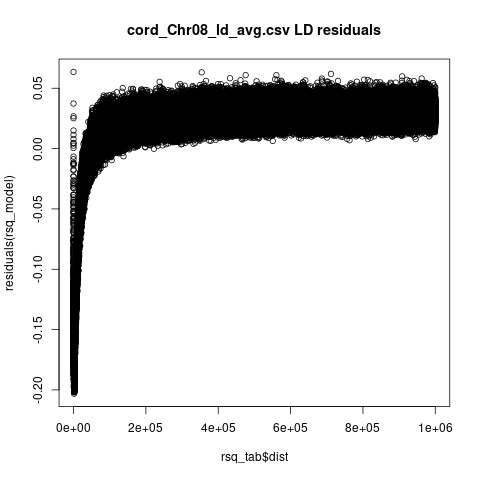 cord_Chr08_ld_avg.csv LD residuals
residuals(rsq_model)
0.05
0.00
-0.05
-0.10
-0.15
-0.20
0e+00 2e+05 4e+05 6e+05 8e+05 1e+06
rsq_tab$dist